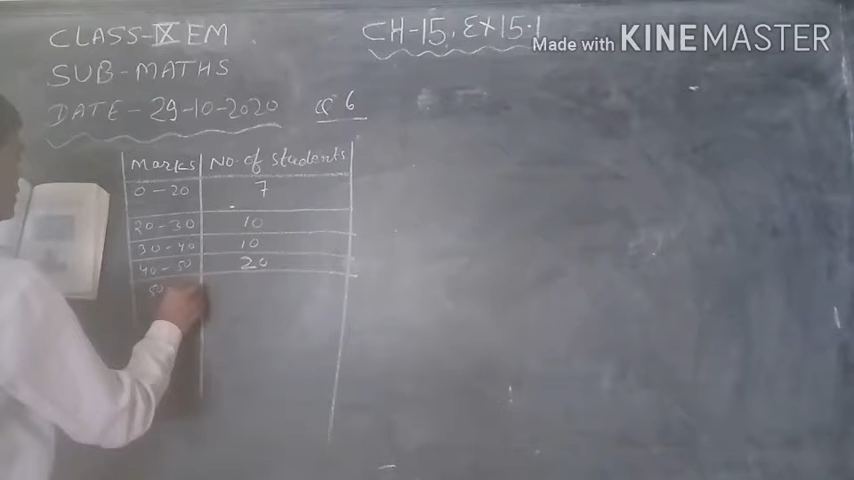 CLASS-IX EM
CH-15, EX 15.1
Made with KINEMASTER
SUB-MATHS
DATE-29-10-2020
6
Marks No. of students
0-20 7
20-30 10
30-40 10
40-50 20
50